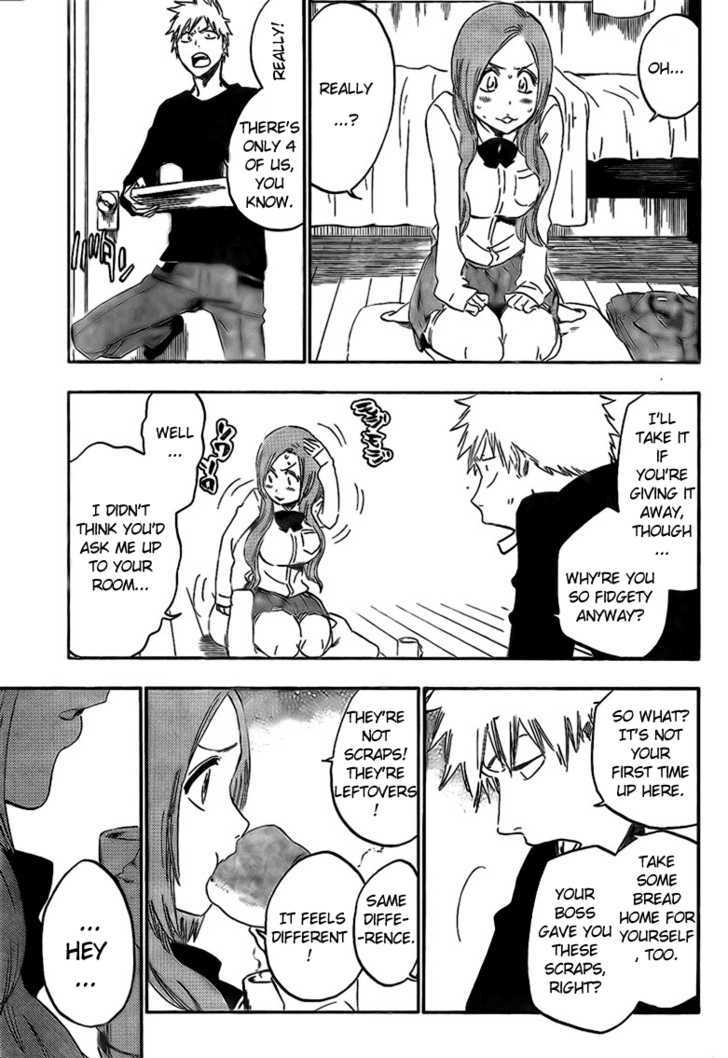 OH...
REALLY
...?
REALLY!
THERE'S
ONLY 4
OF US,
YOU
KNOW.
I'LL
TAKE IT
IF
YOU'RE
GIVING IT
AWAY,
THOUGH
...
WHY'RE YOU
SO FIDGETY
ANYWAY?
WELL
...
I DIDN'T
THINK YOU'D
ASK ME UP
TO YOUR
ROOM...
SO WHAT?
IT'S NOT
YOUR
FIRST TIME
UP HERE.
TAKE
SOME
BREAD
HOME FOR
YOURSELF
, TOO.
YOUR
BOSS
GAVE YOU
THESE
SCRAPS,
RIGHT?
THEY'RE
NOT
SCRAPS!
THEY'RE
LEFTOVERS
!
SAME
DIFFE-
-RENCE.
IT FEELS
DIFFERENT
!
...
HEY
...